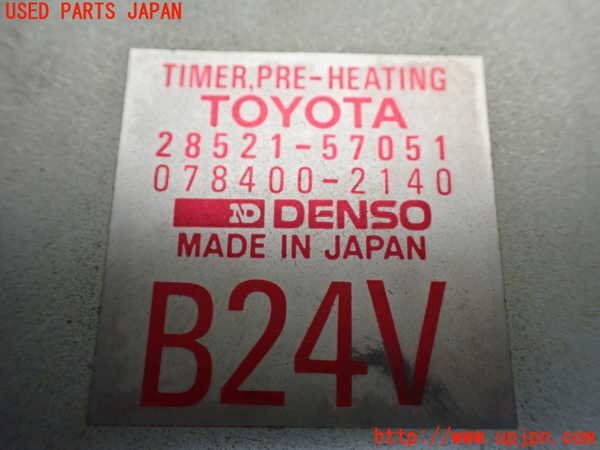 USED PARTS JAPAN
TIMER,PRE-HEATING
TOYOTA
28521-57051
078400-2140
ND DENSO
MADE IN JAPAN
B24V
http://www.upjpn.com